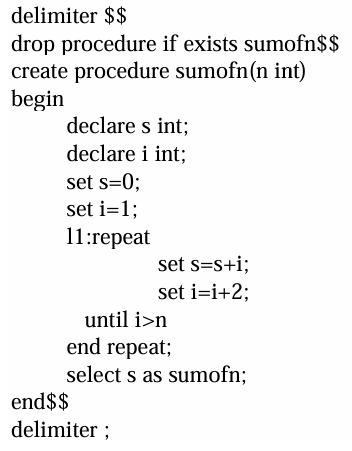 delimiter $$
drop procedure if exists sumofn$$
create procedure sumofn(n int)
begin
declare s int;
declare i int;
set s=0;
set i=1;
l1:repeat
set s=s+i;
set i=i+2;
until i>n
end repeat;
select s as sumofn;
end$$
delimiter ;